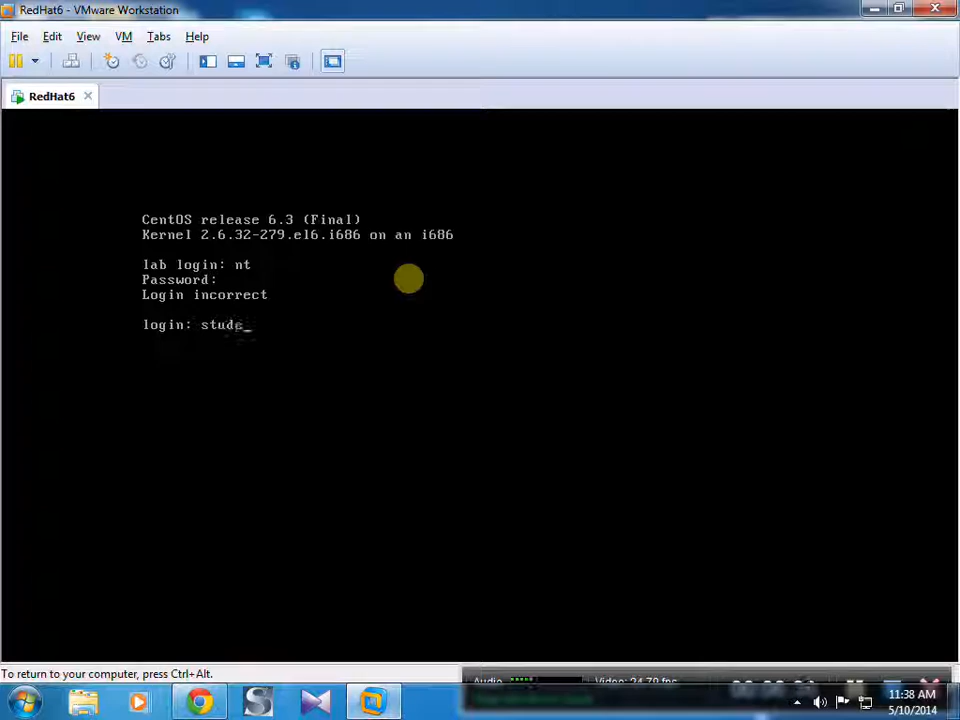 RedHat6 - VMware Workstation
File Edit View VM Tabs Help
RedHat6
CentOS release 6.3 (Final)
Kernel 2.6.32-279.el6.i686 on an i686
lab login: nt
Password:
Login incorrect
login: stude_
To return to your computer, press Ctrl+Alt.
Audio
Video: 24.79 fps
11:38 AM
5/10/2014